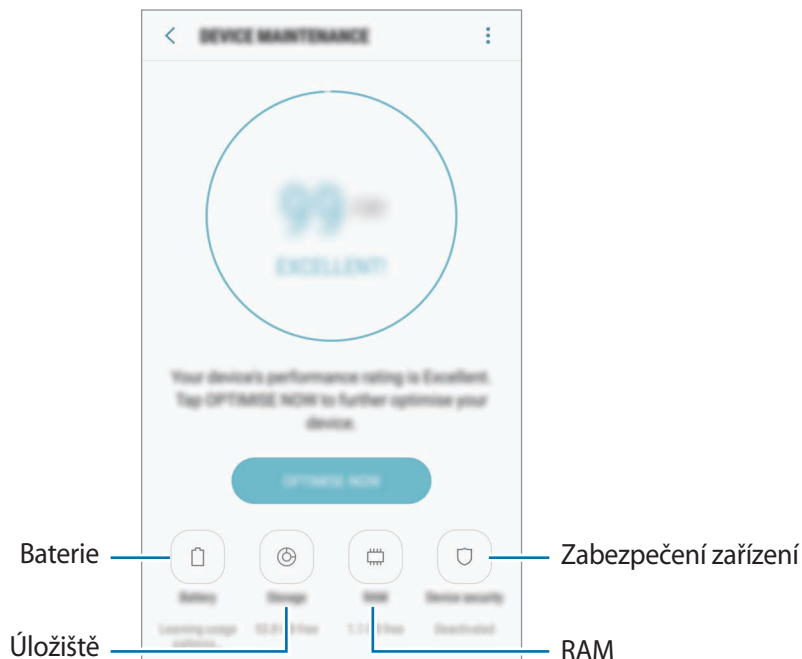 DEVICE MAINTENANCE
99
EXCELLENT!
Your device's performance rating is Excellent.
Tap OPTIMISE NOW to further optimise your
device.
OPTIMISE NOW
Baterie
Zabezpečení zařízení
Battery
Storage
RAM
Device security
Úložiště
Deactivated
RAM